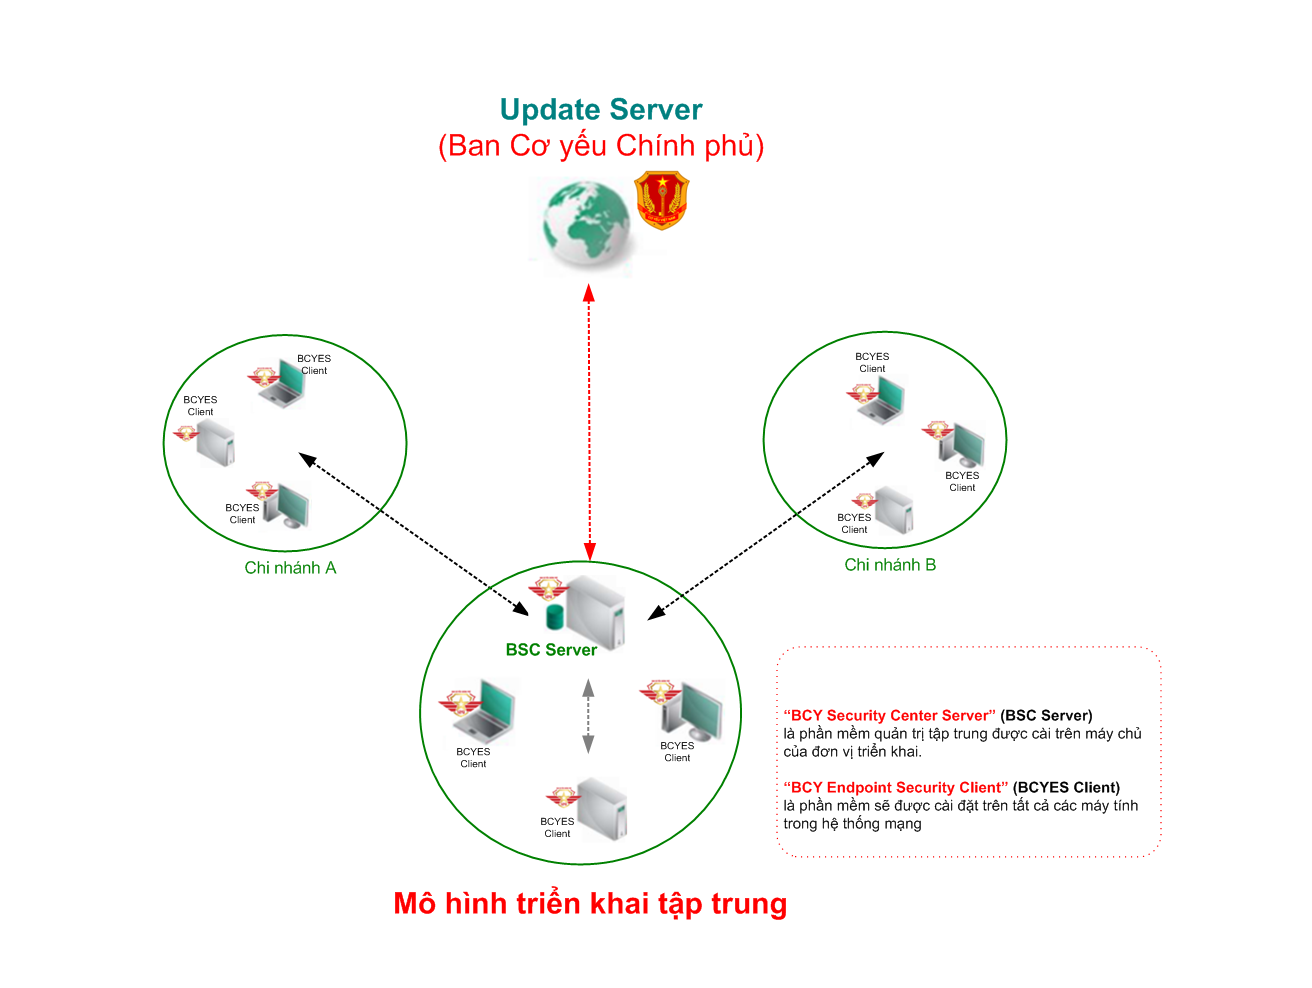 Update Server
(Ban Cơ yếu Chính phủ)
BCYES
Client
BCYES
Client
BCYES
Client
Chi nhánh A
BCYES
Client
BCYES
Client
BCYES
Client
Chi nhánh B
BSC Server
BCYES
Client
BCYES
Client
BCYES
Client
“BCY Security Center Server” (BSC Server)
là phần mềm quản trị tập trung được cài trên máy chủ
của đơn vị triển khai.
“BCY Endpoint Security Client” (BCYES Client)
là phần mềm sẽ được cài đặt trên tất cả các máy tính
trong hệ thống mạng
Mô hình triển khai tập trung